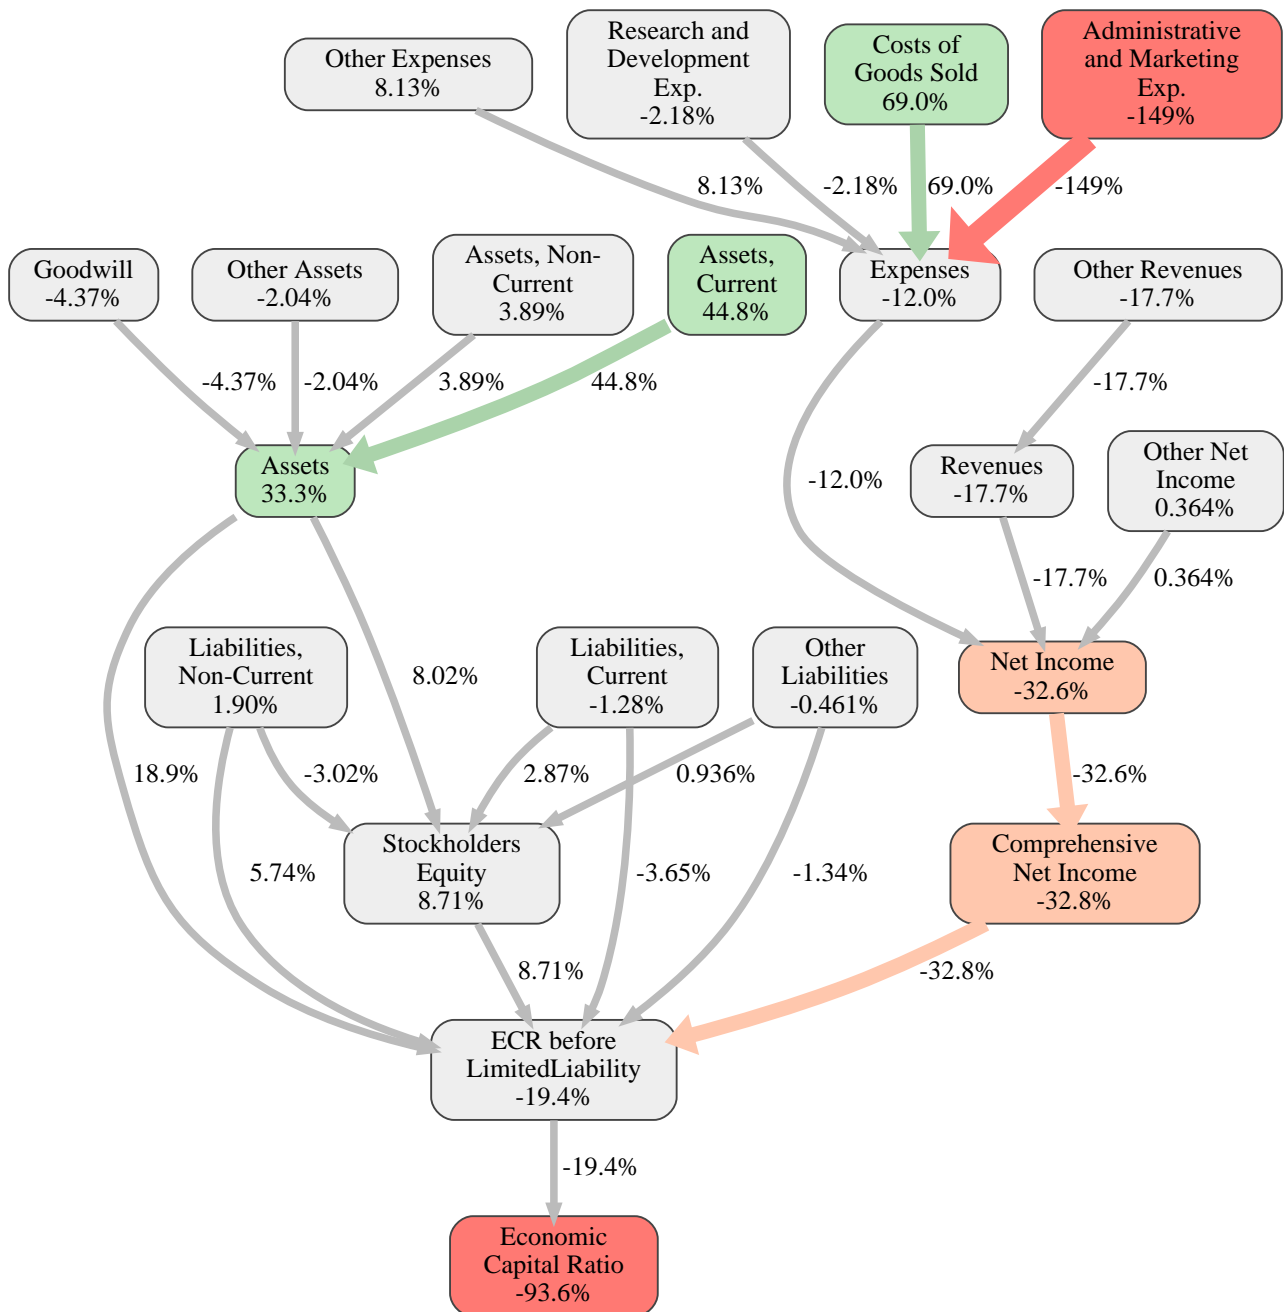 Other Expenses
8.13%
Research and
Development
Exp.
-2.18%
Costs of
Goods Sold
69.0%
Administrative
and Marketing
Exp.
-149%
8.13%
-2.18%
69.0%
-149%
Goodwill
-4.37%
Other Assets
-2.04%
Assets, Non-
Current
3.89%
Assets,
Current
44.8%
Expenses
-12.0%
Other Revenues
-17.7%
-4.37%
-2.04%
3.89%
44.8%
-17.7%
Assets
33.3%
-12.0%
Revenues
-17.7%
Other Net
Income
0.364%
-17.7%
0.364%
Liabilities,
Non-Current
1.90%
8.02%
Liabilities,
Current
-1.28%
Other
Liabilities
-0.461%
Net Income
-32.6%
18.9%
-3.02%
2.87%
0.936%
-32.6%
Stockholders
Equity
8.71%
5.74%
-3.65%
-1.34%
Comprehensive
Net Income
-32.8%
8.71%
-32.8%
ECR before
LimitedLiability
-19.4%
-19.4%
Economic
Capital Ratio
-93.6%